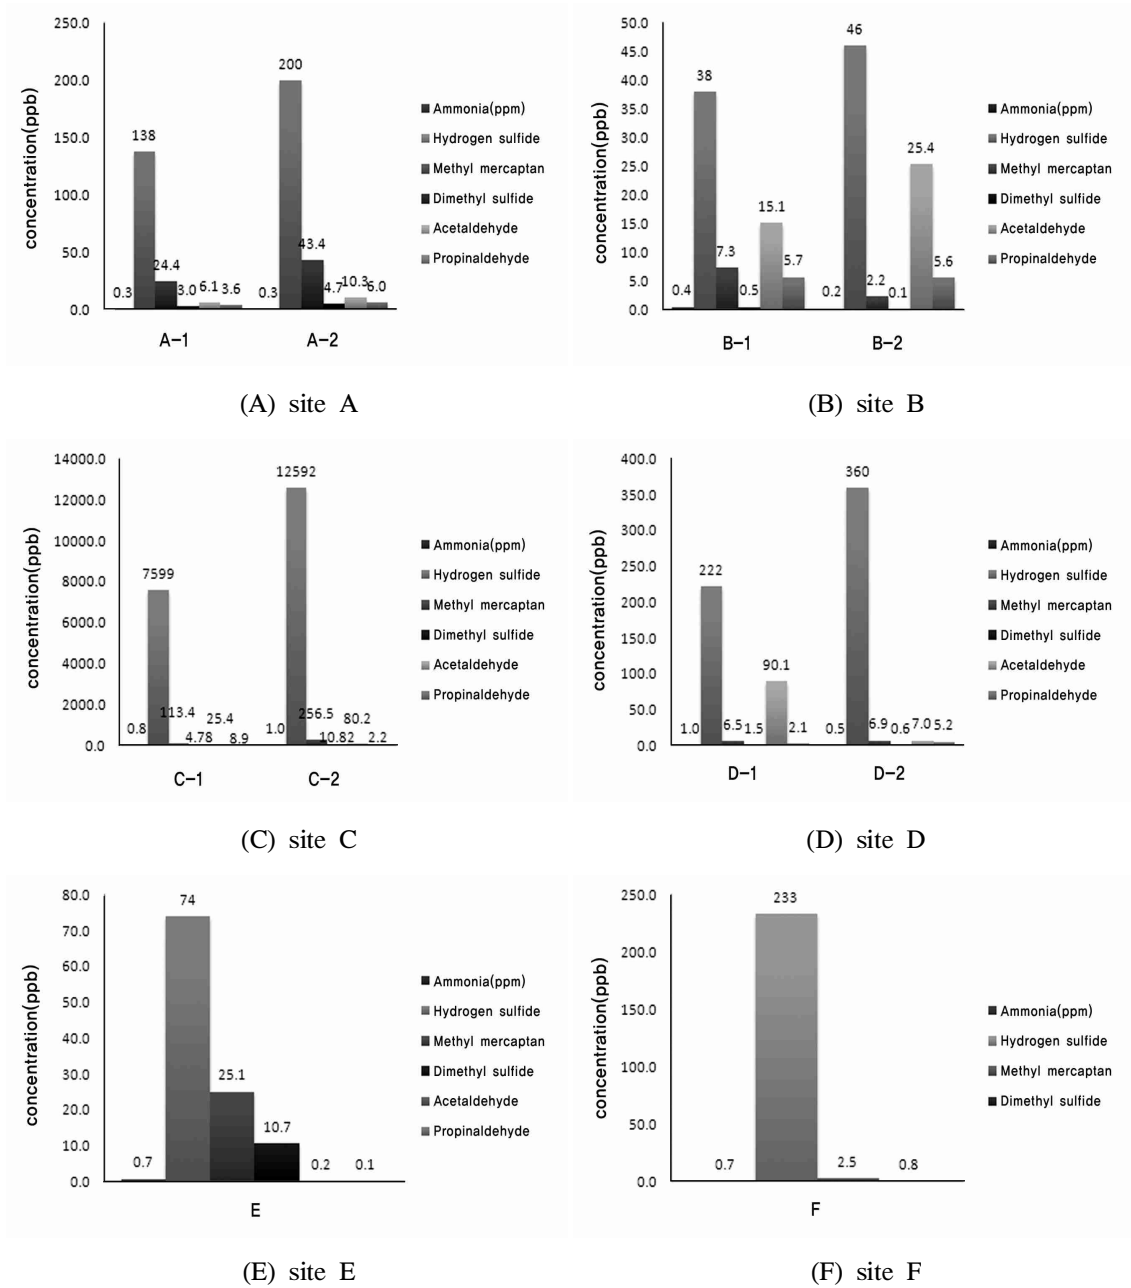 250.0
200.0
150.0
100.0
50.0
0.0
concentration(ppb)
0.3
138
24.4
3.0
6.1
3.6
0.3
200
43.4
4.7
10.3
6.0
A-1
A-2
Ammonia(ppm)
Hydrogen sulfide
Methyl mercaptan
Dimethyl sulfide
Acetaldehyde
Propinaldehyde
(A) site A
50.0
45.0
40.0
35.0
30.0
25.0
20.0
15.0
10.0
5.0
0.0
concentration(ppb)
0.4
38
7.3
0.5
15.1
5.7
0.2
46
2.2
0.1
25.4
5.6
B-1
B-2
Ammonia(ppm)
Hydrogen sulfide
Methyl mercaptan
Dimethyl sulfide
Acetaldehyde
Propinaldehyde
(B) site B
14000.0
12000.0
10000.0
8000.0
6000.0
4000.0
2000.0
0.0
concentration(ppb)
0.8
7599
113.4
4.78
25.4
8.9
1.0
12592
256.5
10.82
80.2
2.2
C-1
C-2
Ammonia(ppm)
Hydrogen sulfide
Methyl mercaptan
Dimethyl sulfide
Acetaldehyde
Propinaldehyde
(C) site C
400.0
350.0
300.0
250.0
200.0
150.0
100.0
50.0
0.0
concentration(ppb)
1.0
222
6.5
1.5
90.1
2.1
0.5
360
6.9
0.6
7.0
5.2
D-1
D-2
Ammonia(ppm)
Hydrogen sulfide
Methyl mercaptan
Dimethyl sulfide
Acetaldehyde
Propinaldehyde
(D) site D
80.0
70.0
60.0
50.0
40.0
30.0
20.0
10.0
0.0
concentration(ppb)
0.7
74
25.1
10.7
0.2
0.1
E
Ammonia(ppm)
Hydrogen sulfide
Methyl mercaptan
Dimethyl sulfide
Acetaldehyde
Propinaldehyde
(E) site E
250.0
200.0
150.0
100.0
50.0
0.0
concentration(ppb)
0.7
233
2.5
0.8
F
Ammonia(ppm)
Hydrogen sulfide
Methyl mercaptan
Dimethyl sulfide
(F) site F